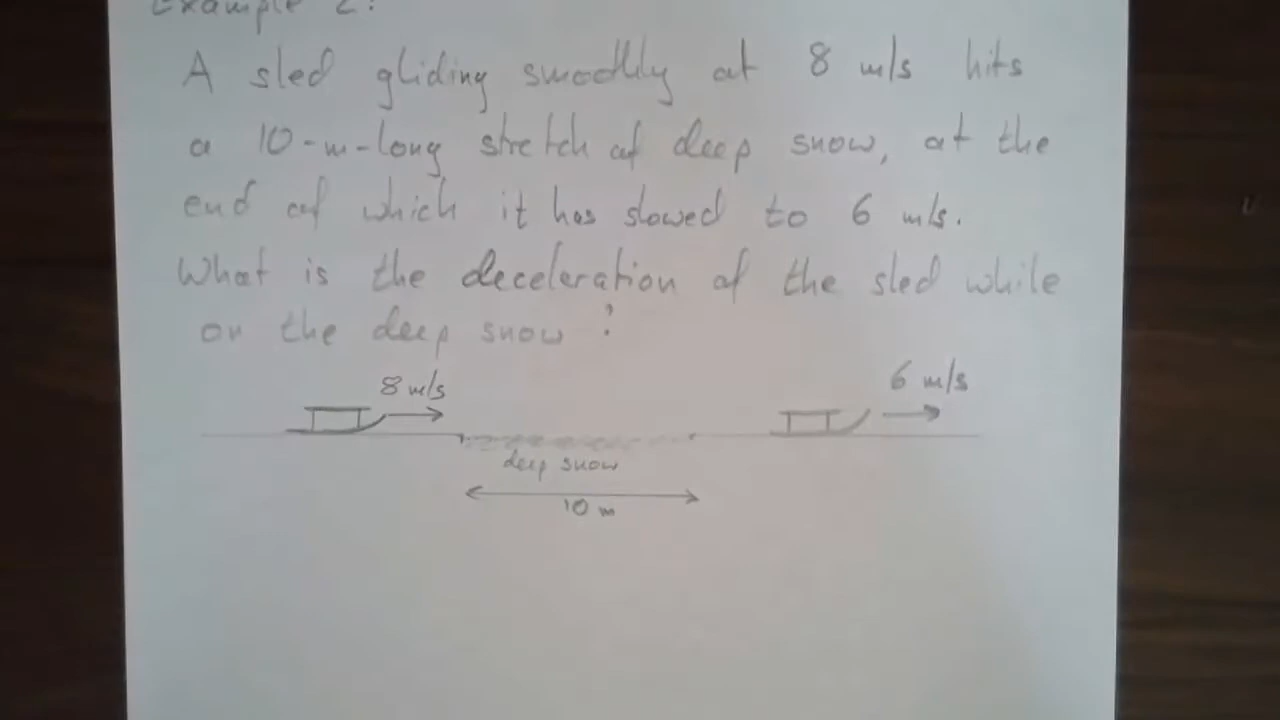 Example 2:
A sled gliding smoothly at 8 m/s hits
a 10-m-long stretch of deep snow, at the
end of which it has slowed to 6 m/s.
What is the deceleration of the sled while
on the deep snow?
8 m/s
6 m/s
deep snow
10 m